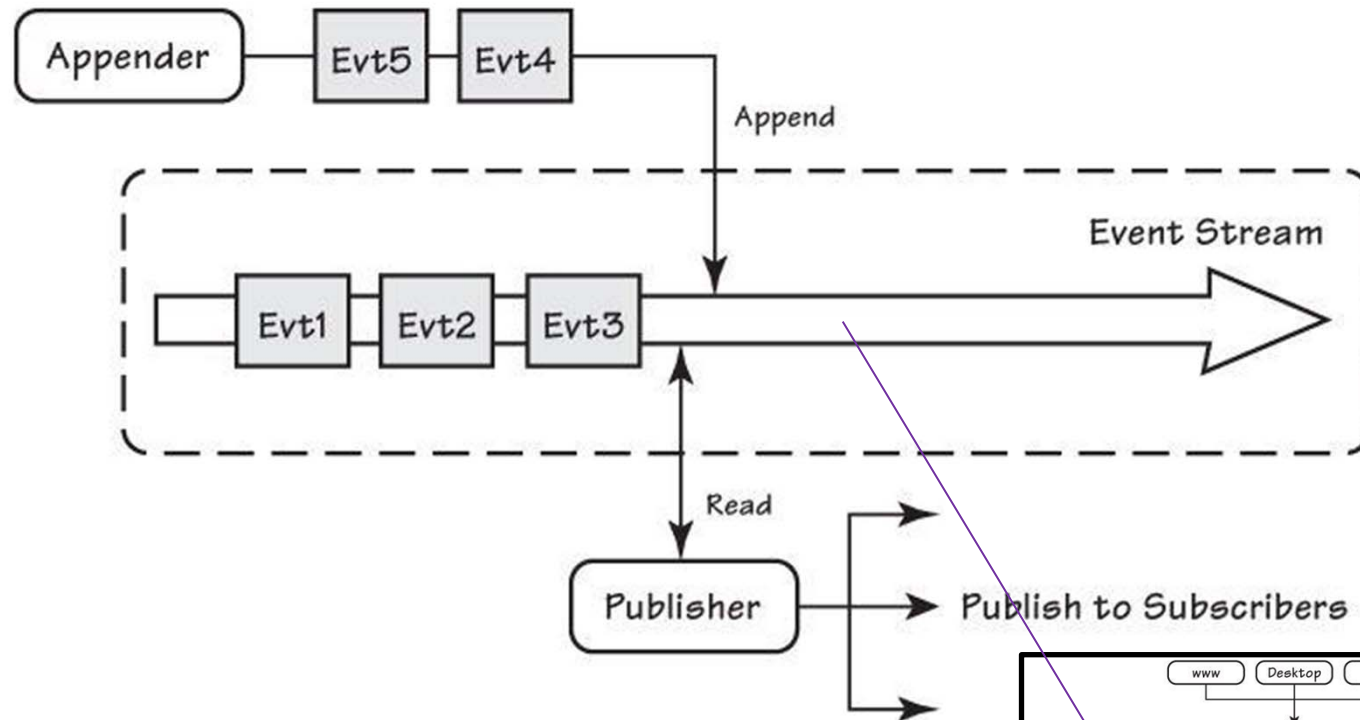 Appender
Evt5
Evt4
Append
Event Stream
Evt1
Evt2
Evt3
Read
Publisher
Publish to Subscribers
www
Desktop